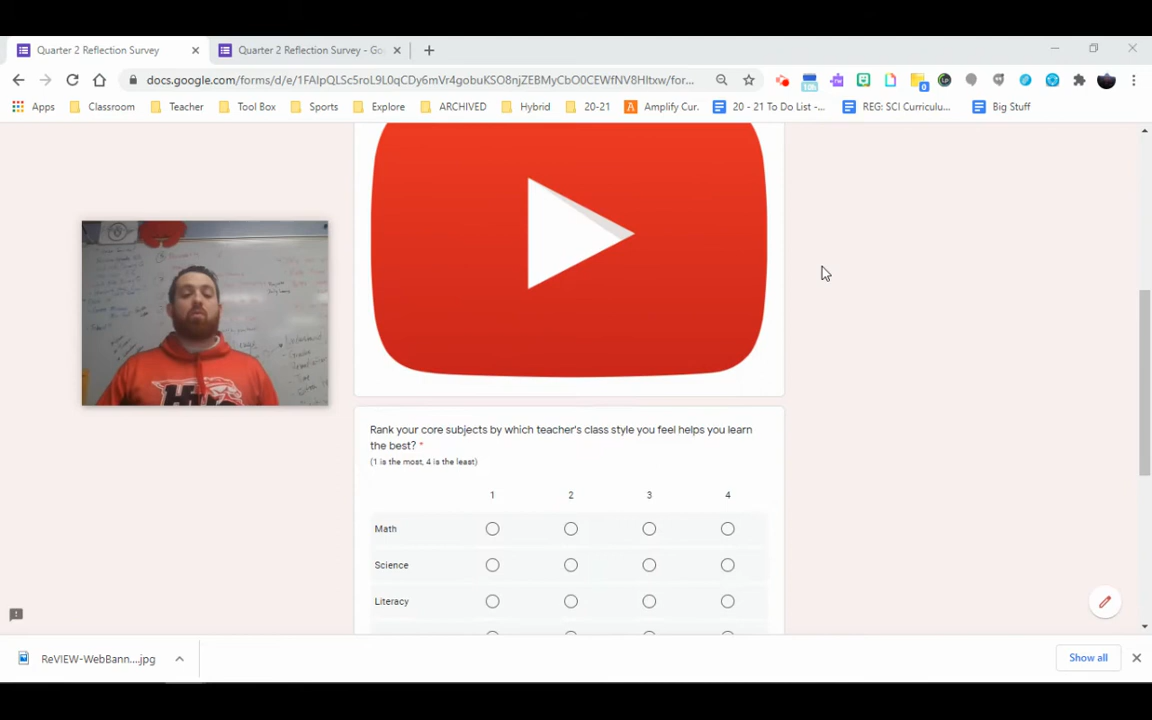 Quarter 2 Reflection Survey
Quarter 2 Reflection Survey - Go
docs.google.com/forms/d/e/1FAIpQLSc5roL9L0qCDy6mVr4gobuKSO8njZEBMyCbO0CEWfNV8HItxw/for...
Apps Classroom Teacher Tool Box Sports Explore ARCHIVED Hybrid 20-21 Amplify Cur. 20 - 21 To Do List -... REG: SCI Curriculu... Big Stuff
Rank your core subjects by which teacher's class style you feel helps you learn
the best? *
(1 is the most, 4 is the least)
1 2 3 4
Math
Science
Literacy
ReVIEW-WebBann....jpg
Show all